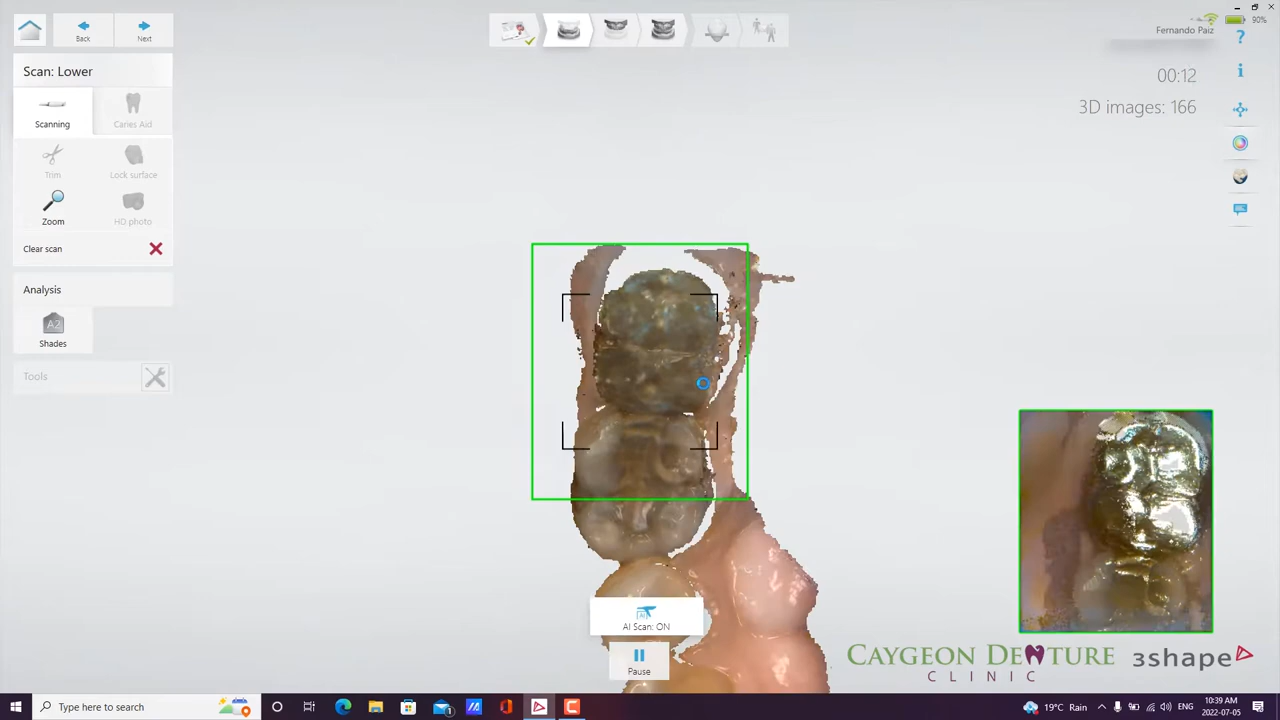 Back
Next
90%
Fernando Paiz
?
i
Scan: Lower
00:12
3D images: 166
Scanning
Caries Aid
Trim
Lock surface
Zoom
HD photo
Clear scan
Analysis
A2
Shades
Tools
AI
AI Scan: ON
Pause
CAYGEON DENTURE
CLINIC
3shape
Type here to search
19°C Rain
ENG
10:39 AM
2022-07-05